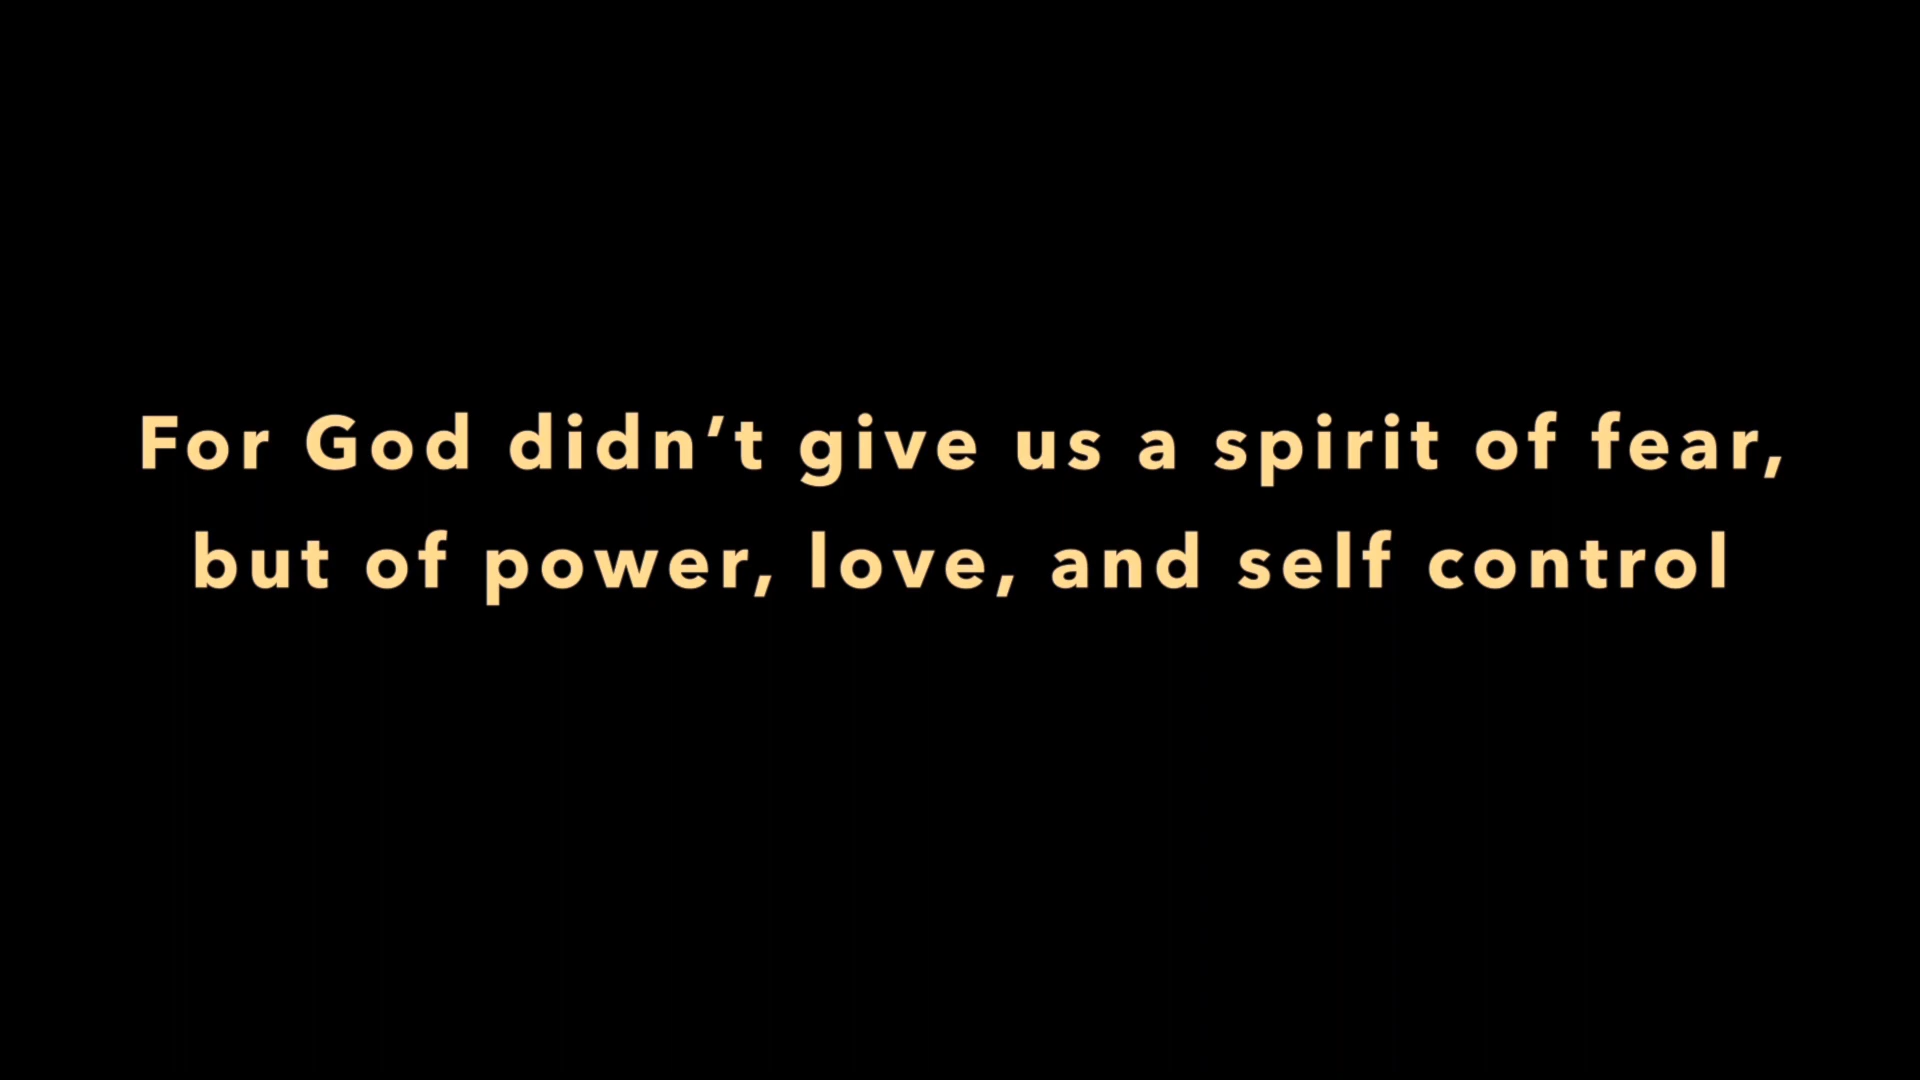 For God didn’t give us a spirit of fear,
but of power, love, and self control